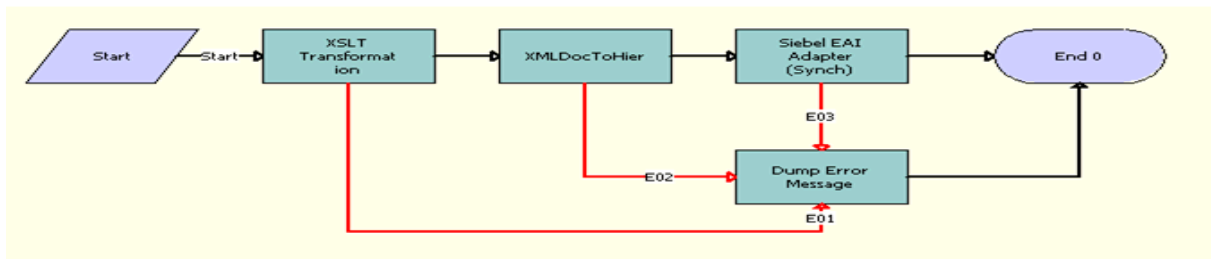 Start
Start
XSLT
Transformat
ion
XMLDocToHier
Siebel EAI
Adapter
(Synch)
End 0
E03
Dump Error
Message
E02
E01